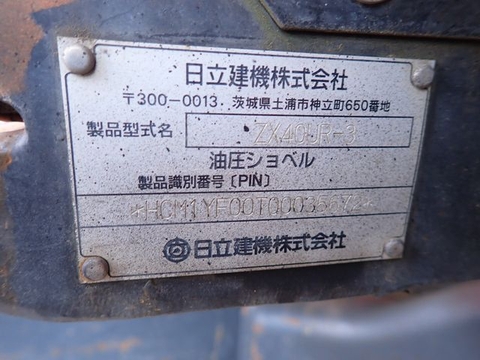 日立建機株式会社
〒300-0013 茨城県土浦市神立町650番地
製品型式名 ZX40UR-3
油圧ショベル
製品識別番号〔PIN〕
日立建機株式会社